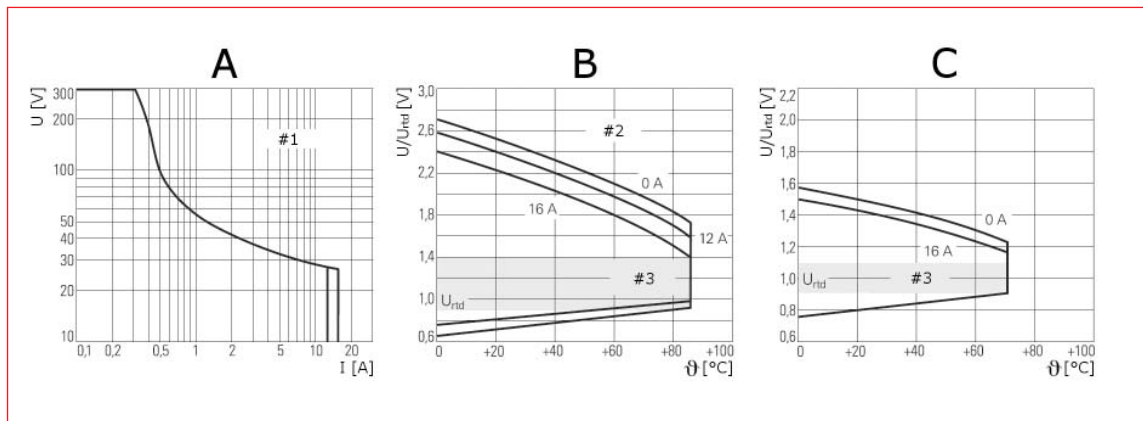 A
U [V]
300
200
100
50
40
30
20
10
#1
0,1 0,2 0,5 1 2 5 10 20
I [A]
B
U/Urtd [V]
3,0
2,6
2,2
1,8
1,4
1,0
0,6
#2
0 A
16 A
12 A
#3
Urtd
0 +20 +40 +60 +80 +100
ϑ [°C]
C
U/Urtd [V]
2,2
2,0
1,8
1,6
1,4
1,2
1,0
0,8
0,6
0 A
16 A
#3
Urtd
0 +20 +40 +60 +80 +100
ϑ [°C]